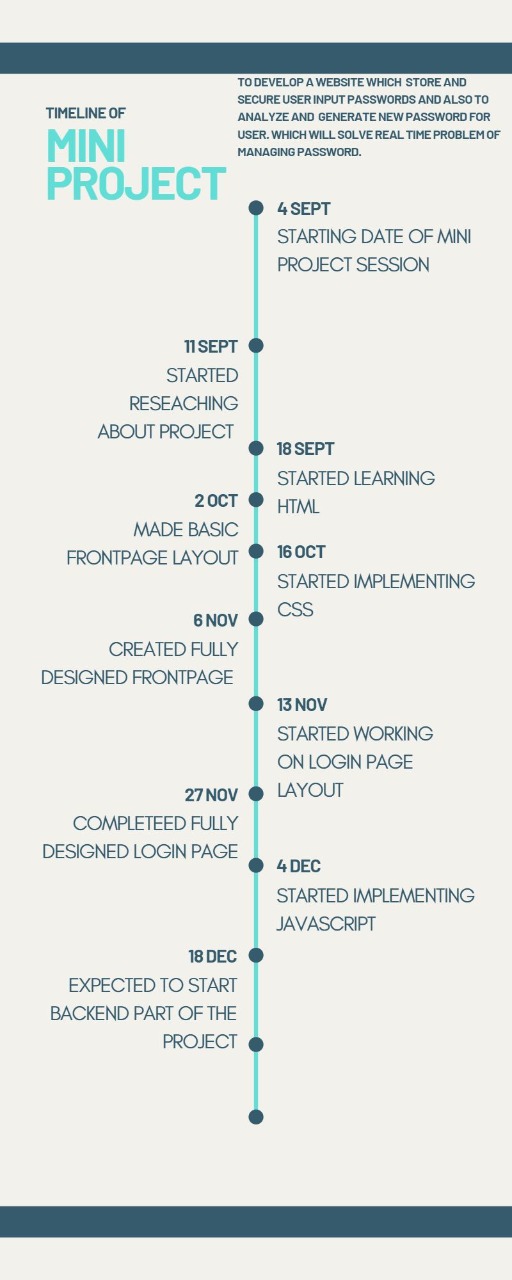 TO DEVELOP A WEBSITE WHICH STORE AND
SECURE USER INPUT PASSWORDS AND ALSO TO
ANALYZE AND GENERATE NEW PASSWORD FOR
USER. WHICH WILL SOLVE REAL TIME PROBLEM OF
MANAGING PASSWORD.
TIMELINE OF
MINI
PROJECT
4 SEPT
STARTING DATE OF MINI
PROJECT SESSION
11 SEPT
STARTED
RESEACHING
ABOUT PROJECT
18 SEPT
STARTED LEARNING
HTML
2 OCT
MADE BASIC
FRONTPAGE LAYOUT
16 OCT
STARTED IMPLEMENTING
CSS
6 NOV
CREATED FULLY
DESIGNED FRONTPAGE
13 NOV
STARTED WORKING
ON LOGIN PAGE
LAYOUT
27 NOV
COMPLETEED FULLY
DESIGNED LOGIN PAGE
4 DEC
STARTED IMPLEMENTING
JAVASCRIPT
18 DEC
EXPECTED TO START
BACKEND PART OF THE
PROJECT